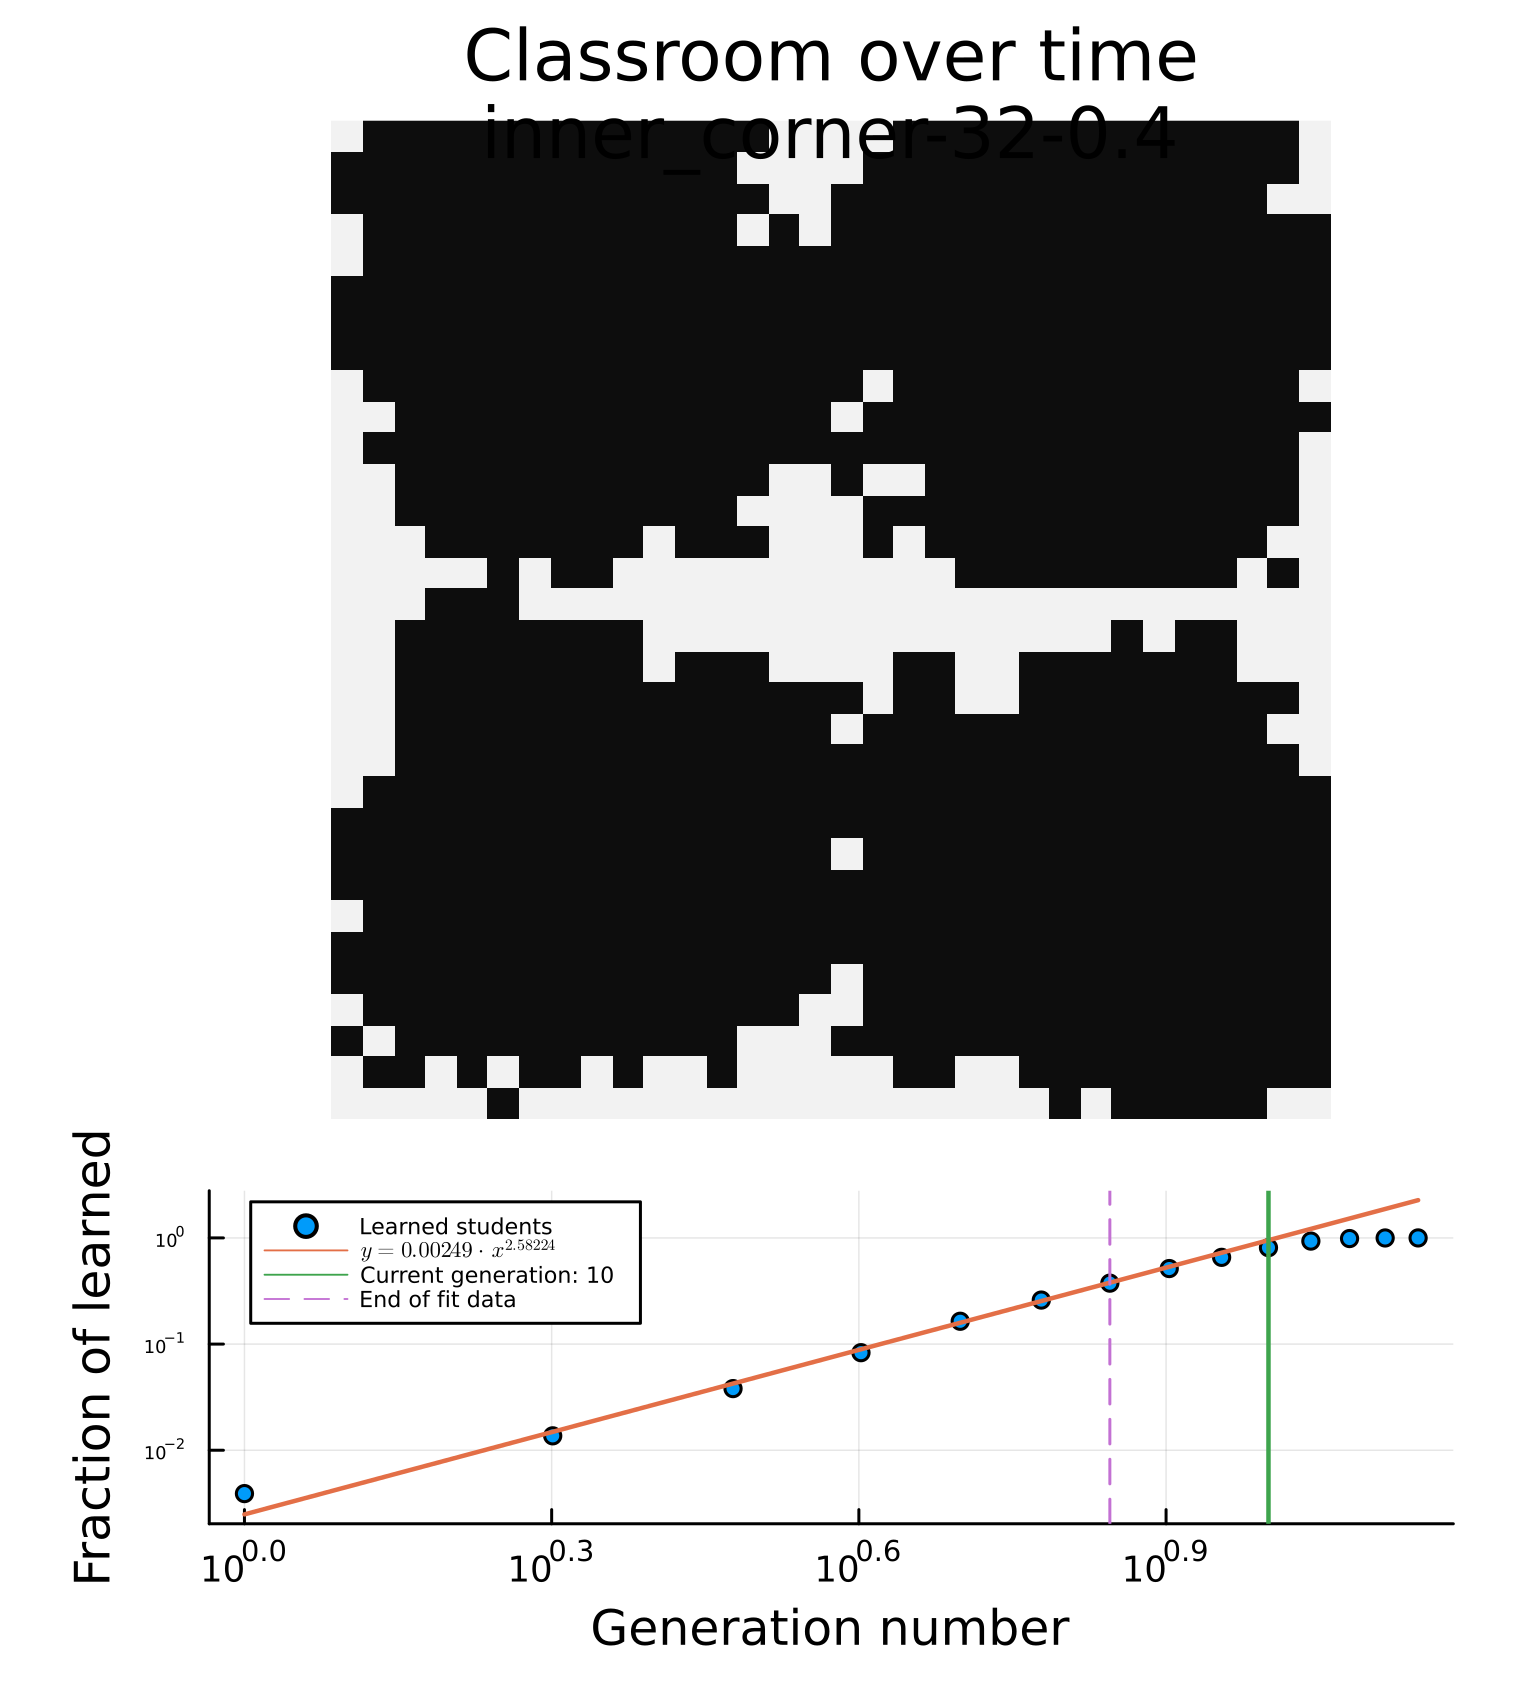 Classroom over time
inner_corner-32-0.4
Fraction of learned
10⁰
10⁻¹
10⁻²
Learned students
y = 0.00249 · x^2.58224
Current generation: 10
End of fit data
10^0.0
10^0.3
10^0.6
10^0.9
Generation number